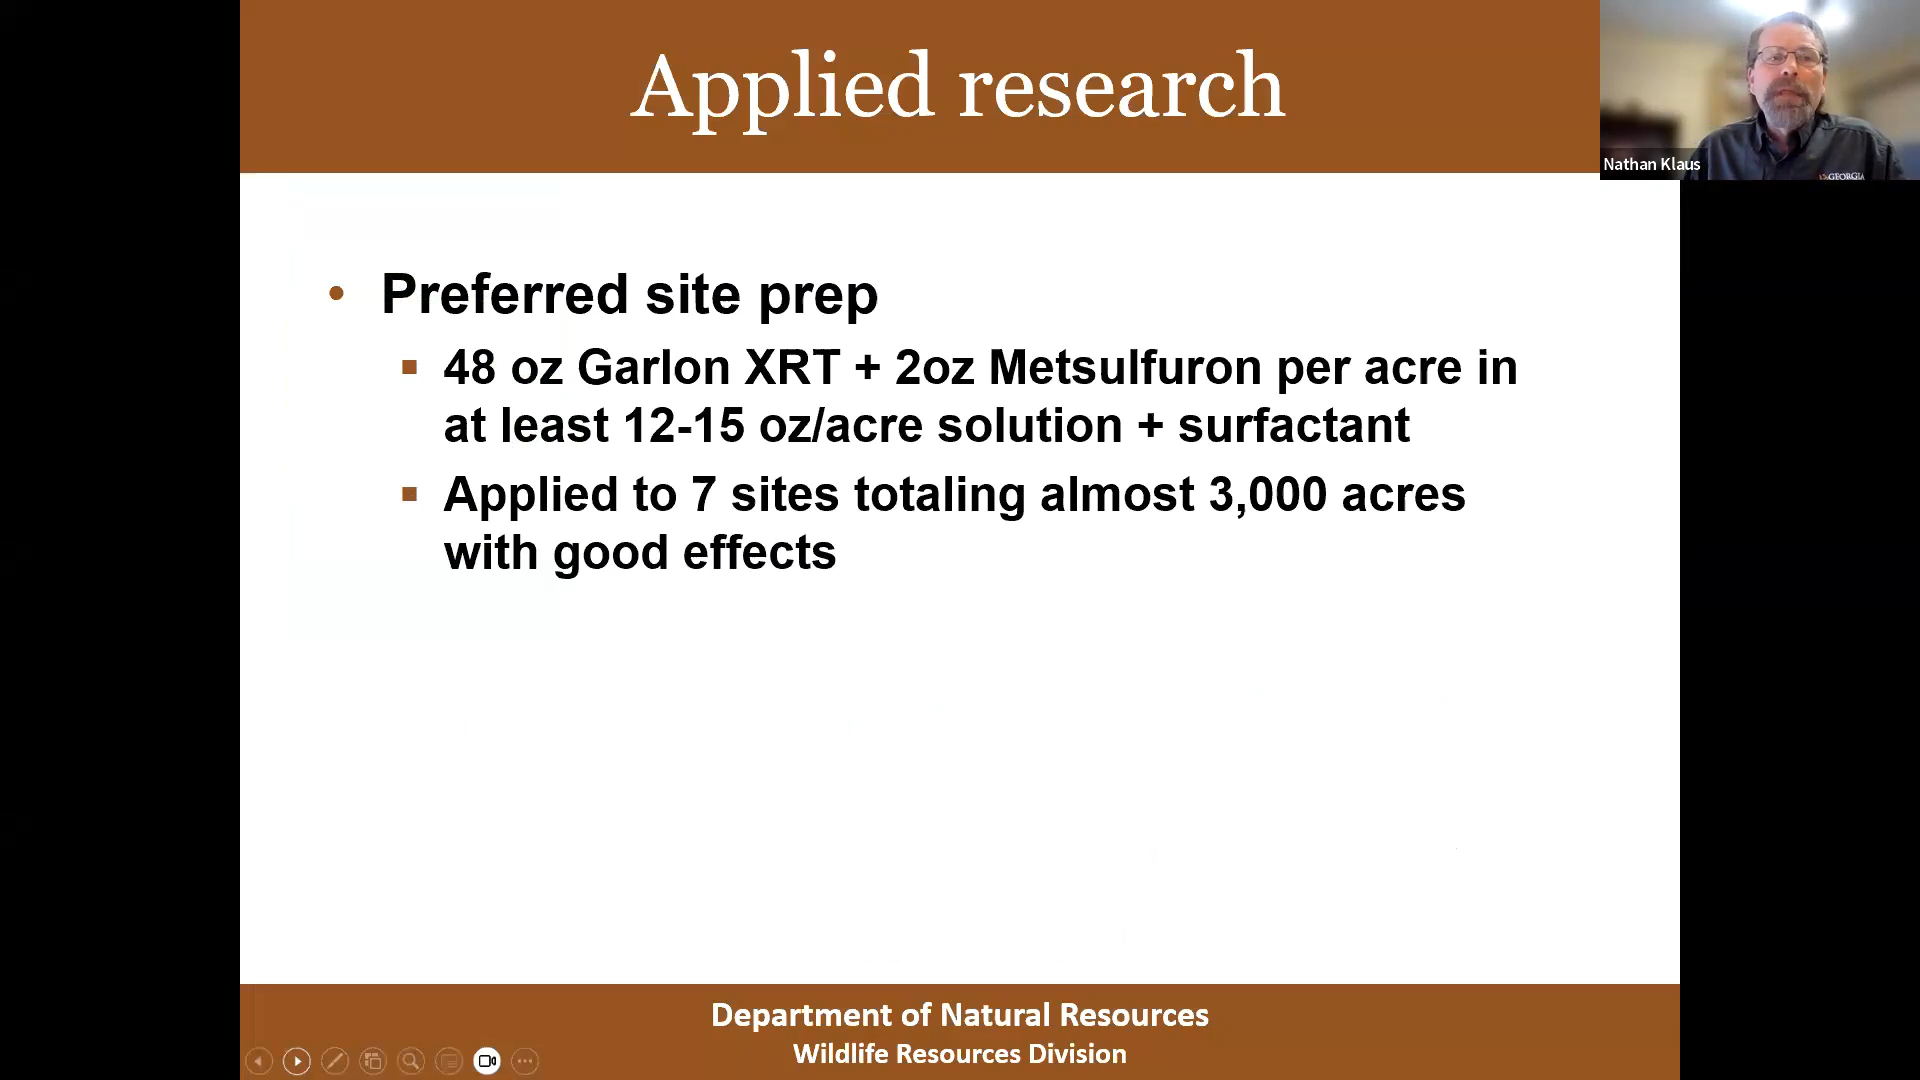 Applied research
Nathan Klaus
GEORGIA
• Preferred site prep
▪ 48 oz Garlon XRT + 2oz Metsulfuron per acre in
at least 12-15 oz/acre solution + surfactant
▪ Applied to 7 sites totaling almost 3,000 acres
with good effects
Department of Natural Resources
Wildlife Resources Division